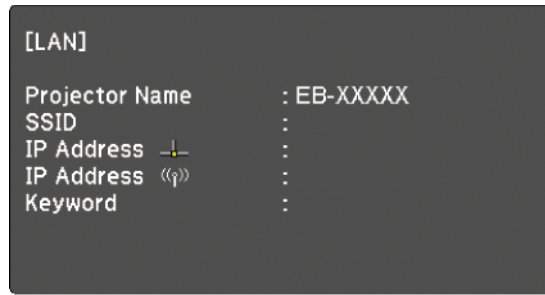 [LAN]
Projector Name : EB-XXXXX
SSID :
IP Address :
IP Address :
Keyword :